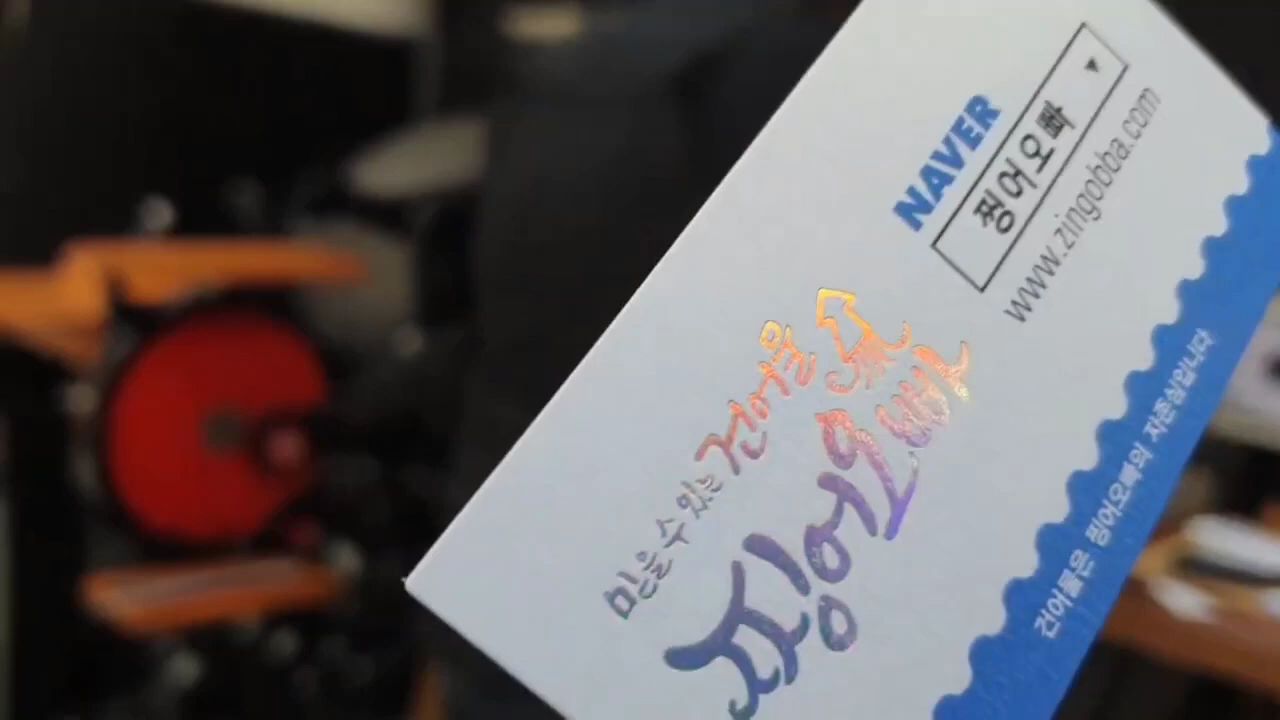 NAVER
찡어오빠 ▼
www.zingobba.com
믿을 수 있는 건어물
찡어오빠
건어물은 찡어오빠의 자존심입니다